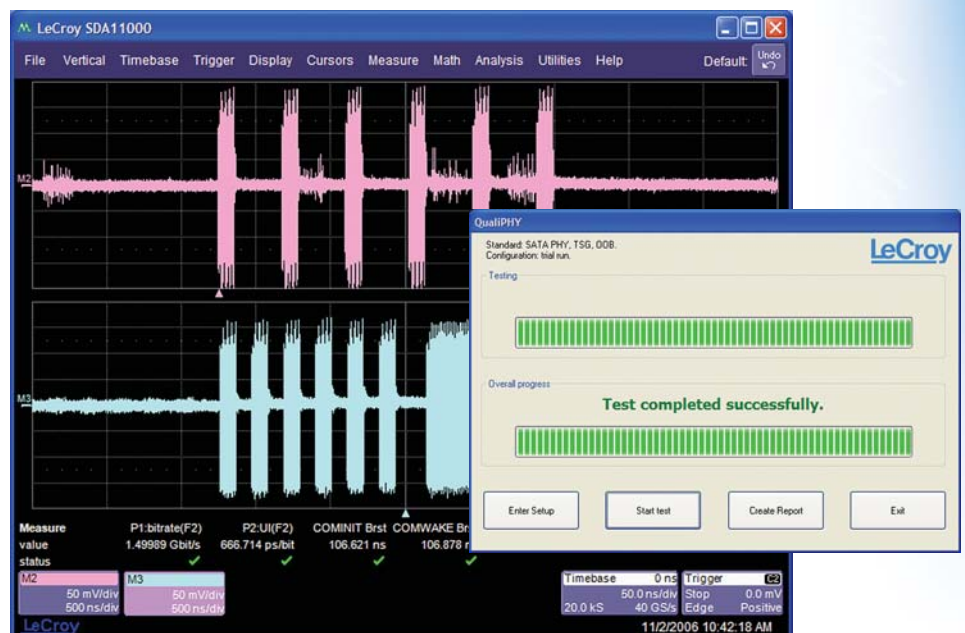 LeCroy SDA11000
File Vertical Timebase Trigger Display Cursors Measure Math Analysis Utilities Help Default: Undo
M2
QualiPHY
Standard: SATA PHY, TSG, OOB.
Configuration: trial run.
LeCroy
Testing
Overall progress
Test completed successfully.
Enter Setup Start test Create Report Exit
M3
Measure P1:bitrate(F2) P2:UI(F2) COMINIT Brst COMWAKE
value 1.49989 Gbit/s 666.714 ps/bit 106.621 ns 106.878
status
M2 M3 Timebase 0 ns Trigger C2
50 mV/div 50 mV/div 50.0 ns/div Stop 0.0 mV
500 ns/div 500 ns/div 20.0 kS 40 GS/s Edge Positive
LeCroy 11/2/2006 10:42:18 AM